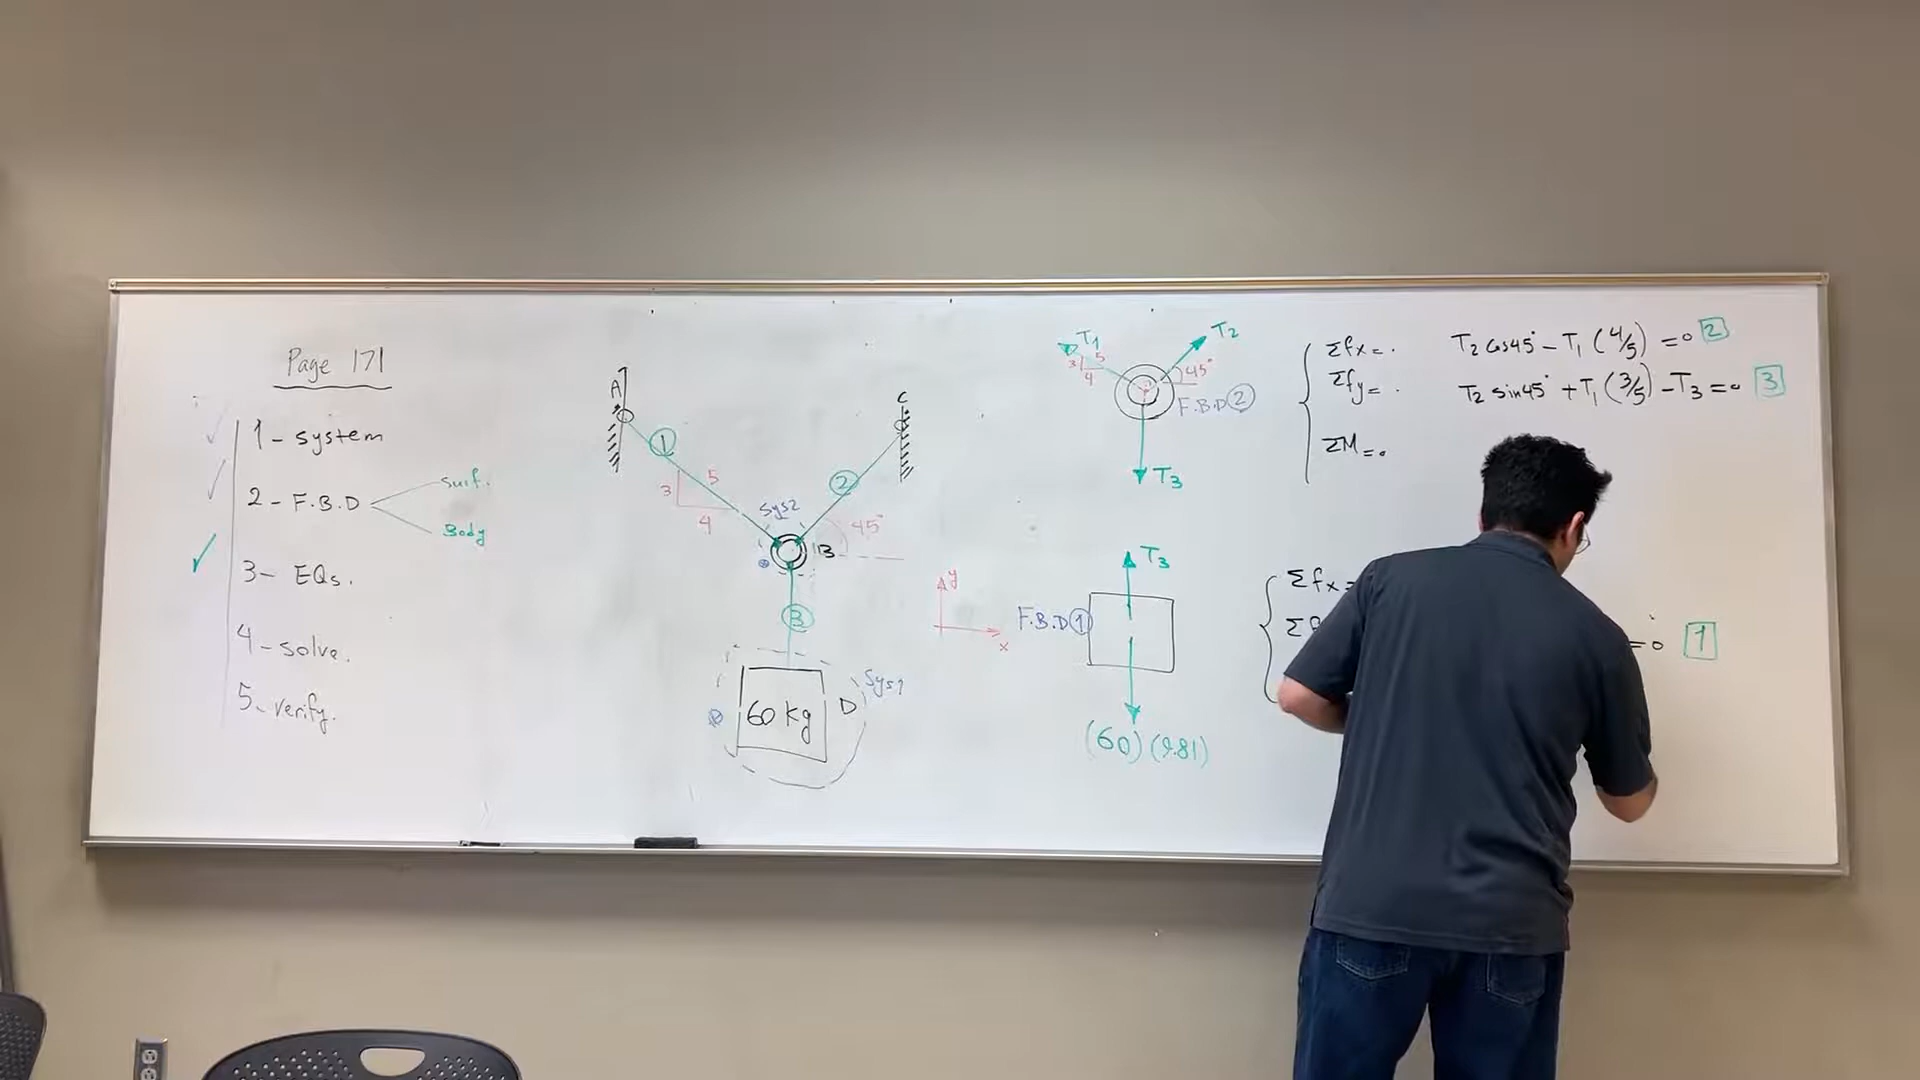 Page 171
1- system
2- F.B.D
Surf.
Body
3- EQs.
4- solve.
5- verify.
A
C
1
2
5
3
4
Sys2
45°
B
3
60 kg
D
Sys1
y
x
T1
T2
3
5
4
45°
F.B.D 2
T3
T3
F.B.D 1
(60) (9.81)
Σfx=. T2 Cos45° - T1 (4/5) =0 2
Σfy=. T2 sin45° + T1 (3/5) - T3 =0 3
ΣM=.
Σfx=
=0 1